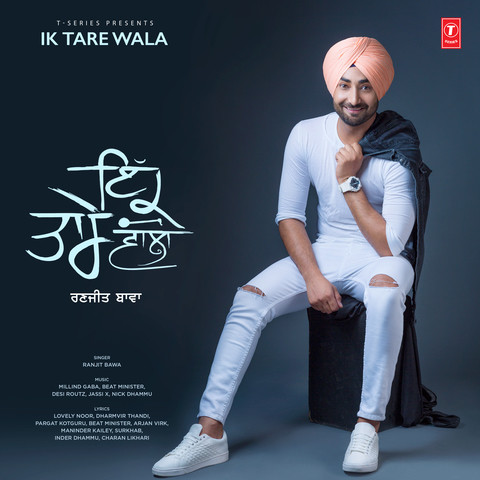 T-SERIES PRESENTS
IK TARE WALA
T
T-SERIES
ਇੱਕ
ਤਾਰੇ ਵਾਲਾ
ਰਣਜੀਤ ਬਾਵਾ
SINGER
RANJIT BAWA
MUSIC
MILLIND GABA, BEAT MINISTER,
DESI ROUTZ, JASSI X, NICK DHAMMU
LYRICS
LOVELY NOOR, DHARMVIR THANDI,
PARGAT KOTGURU, BEAT MINISTER, ARJAN VIRK,
MANINDER KAILEY, SURKHAB,
INDER DHAMMU, CHARAN LIKHARI